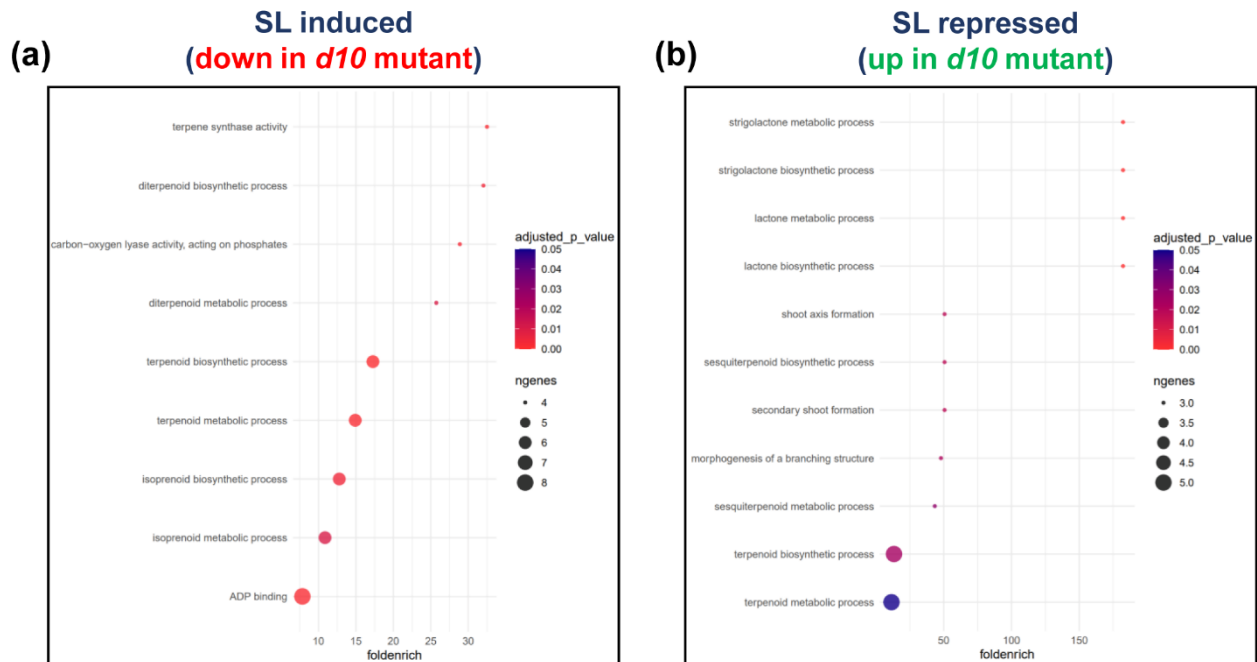 SL induced
(down in d10 mutant)
(a)
terpene synthase activity
diterpenoid biosynthetic process
carbon-oxygen lyase activity, acting on phosphates
diterpenoid metabolic process
terpenoid biosynthetic process
terpenoid metabolic process
isoprenoid biosynthetic process
isoprenoid metabolic process
ADP binding
10 15 20 25 30
foldenrich
adjusted_p_value
0.05
0.04
0.03
0.02
0.01
0.00
ngenes
4
5
6
7
8
SL repressed
(up in d10 mutant)
(b)
strigolactone metabolic process
strigolactone biosynthetic process
lactone metabolic process
lactone biosynthetic process
shoot axis formation
sesquiterpenoid biosynthetic process
secondary shoot formation
morphogenesis of a branching structure
sesquiterpenoid metabolic process
terpenoid biosynthetic process
terpenoid metabolic process
50 100 150
foldenrich
adjusted_p_value
0.05
0.04
0.03
0.02
0.01
0.00
ngenes
3.0
3.5
4.0
4.5
5.0